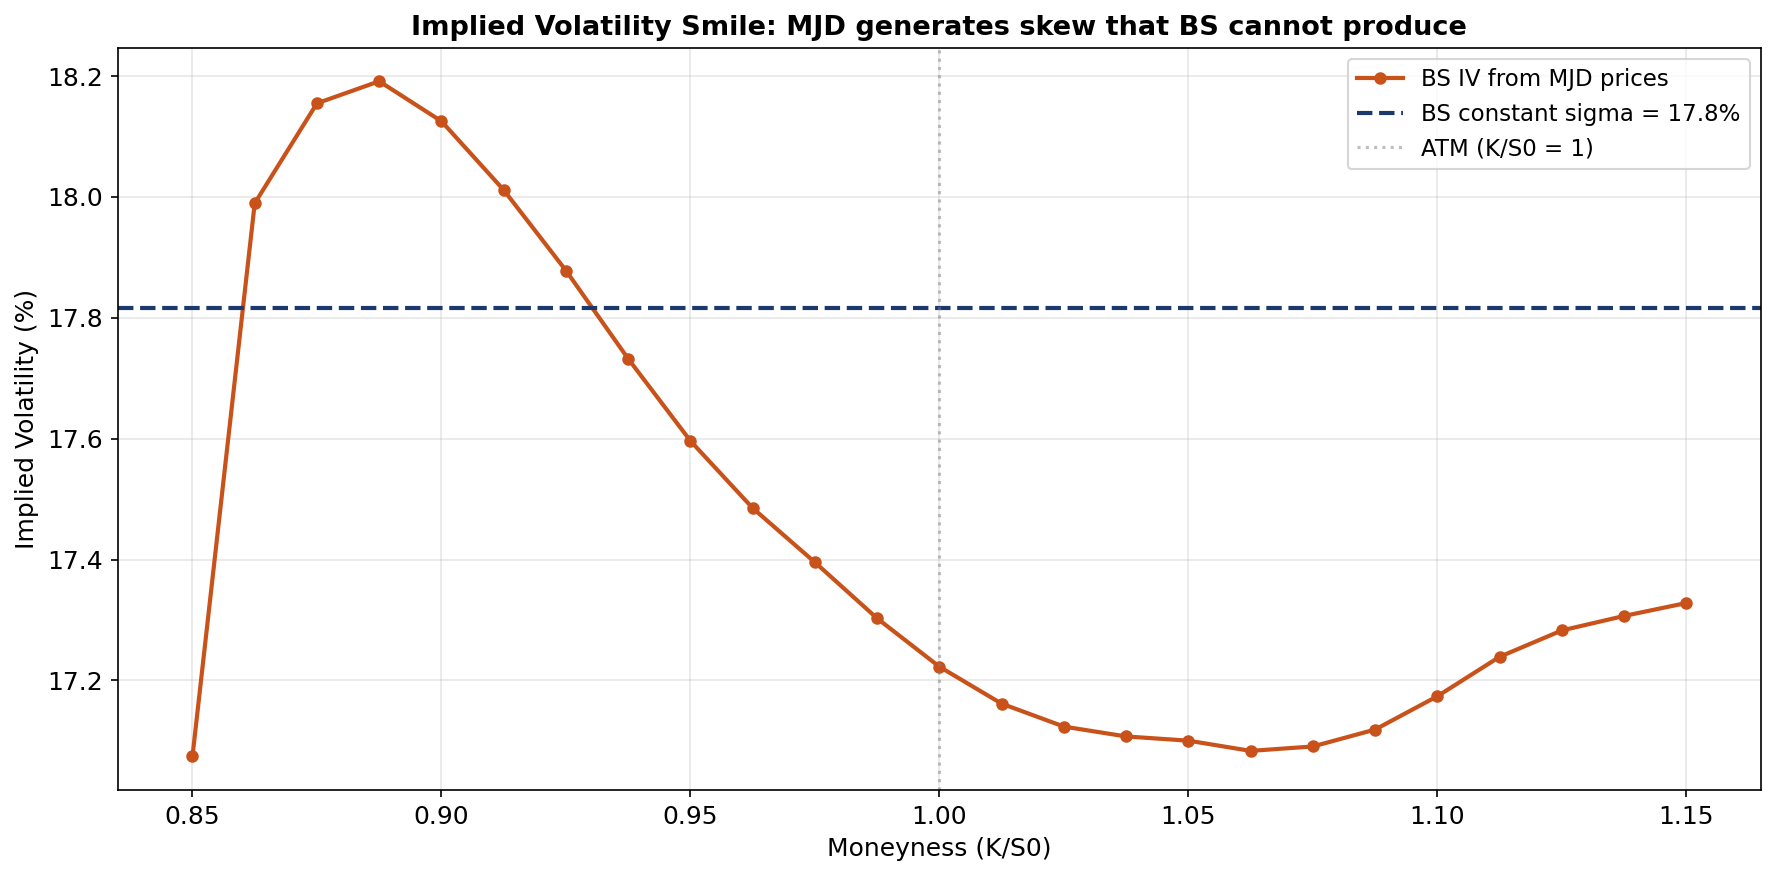 Implied Volatility Smile: MJD generates skew that BS cannot produce
BS IV from MJD prices
BS constant sigma = 17.8%
ATM (K/S0 = 1)
Implied Volatility (%)
18.2
18.0
17.8
17.6
17.4
17.2
0.85 0.90 0.95 1.00 1.05 1.10 1.15
Moneyness (K/S0)